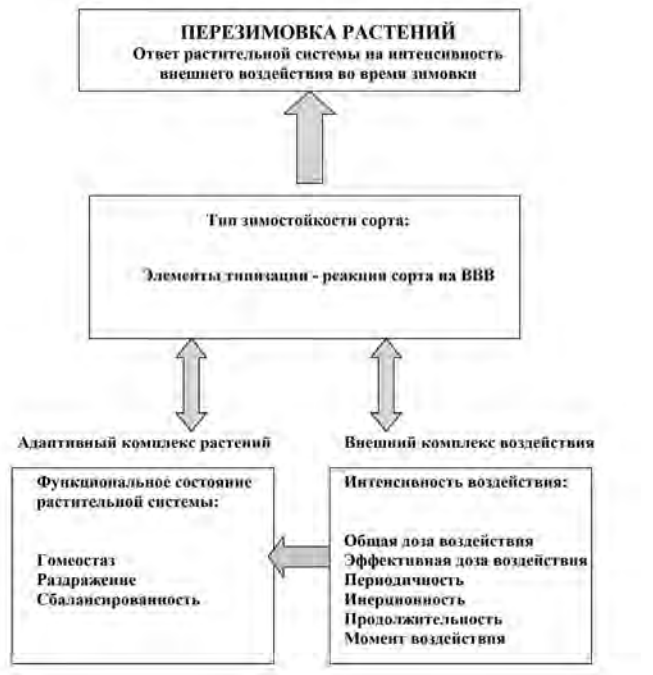 ПЕРЕЗИМОВКА РАСТЕНИЙ
Ответ растительной системы на интенсивность
внешнего воздействия во время зимовки
Тип зимостойкости сорта:
Элементы типизации - реакция сорта на ВВВ
Адаптивный комплекс растений
Функциональное состояние
растительной системы:
Гомеостаз
Раздражение
Сбалансированность
Внешний комплекс воздействия
Интенсивность воздействия:
Общая доза воздействия
Эффективная доза воздействия
Периодичность
Инерционность
Продолжительность
Момент воздействия